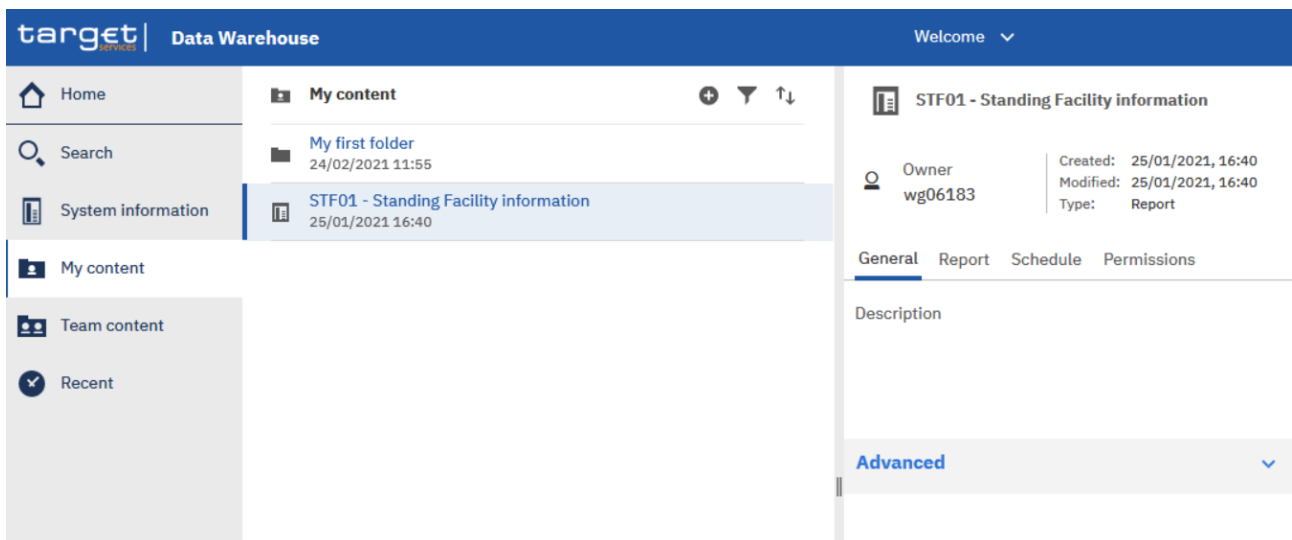 target| Data Warehouse
services
Welcome
Home
Search
System information
My content
Team content
Recent
My content
My first folder
24/02/2021 11:55
STF01 - Standing Facility information
25/01/2021 16:40
STF01 - Standing Facility information
Owner
wg06183
Created: 25/01/2021, 16:40
Modified: 25/01/2021, 16:40
Type: Report
General Report Schedule Permissions
Description
Advanced